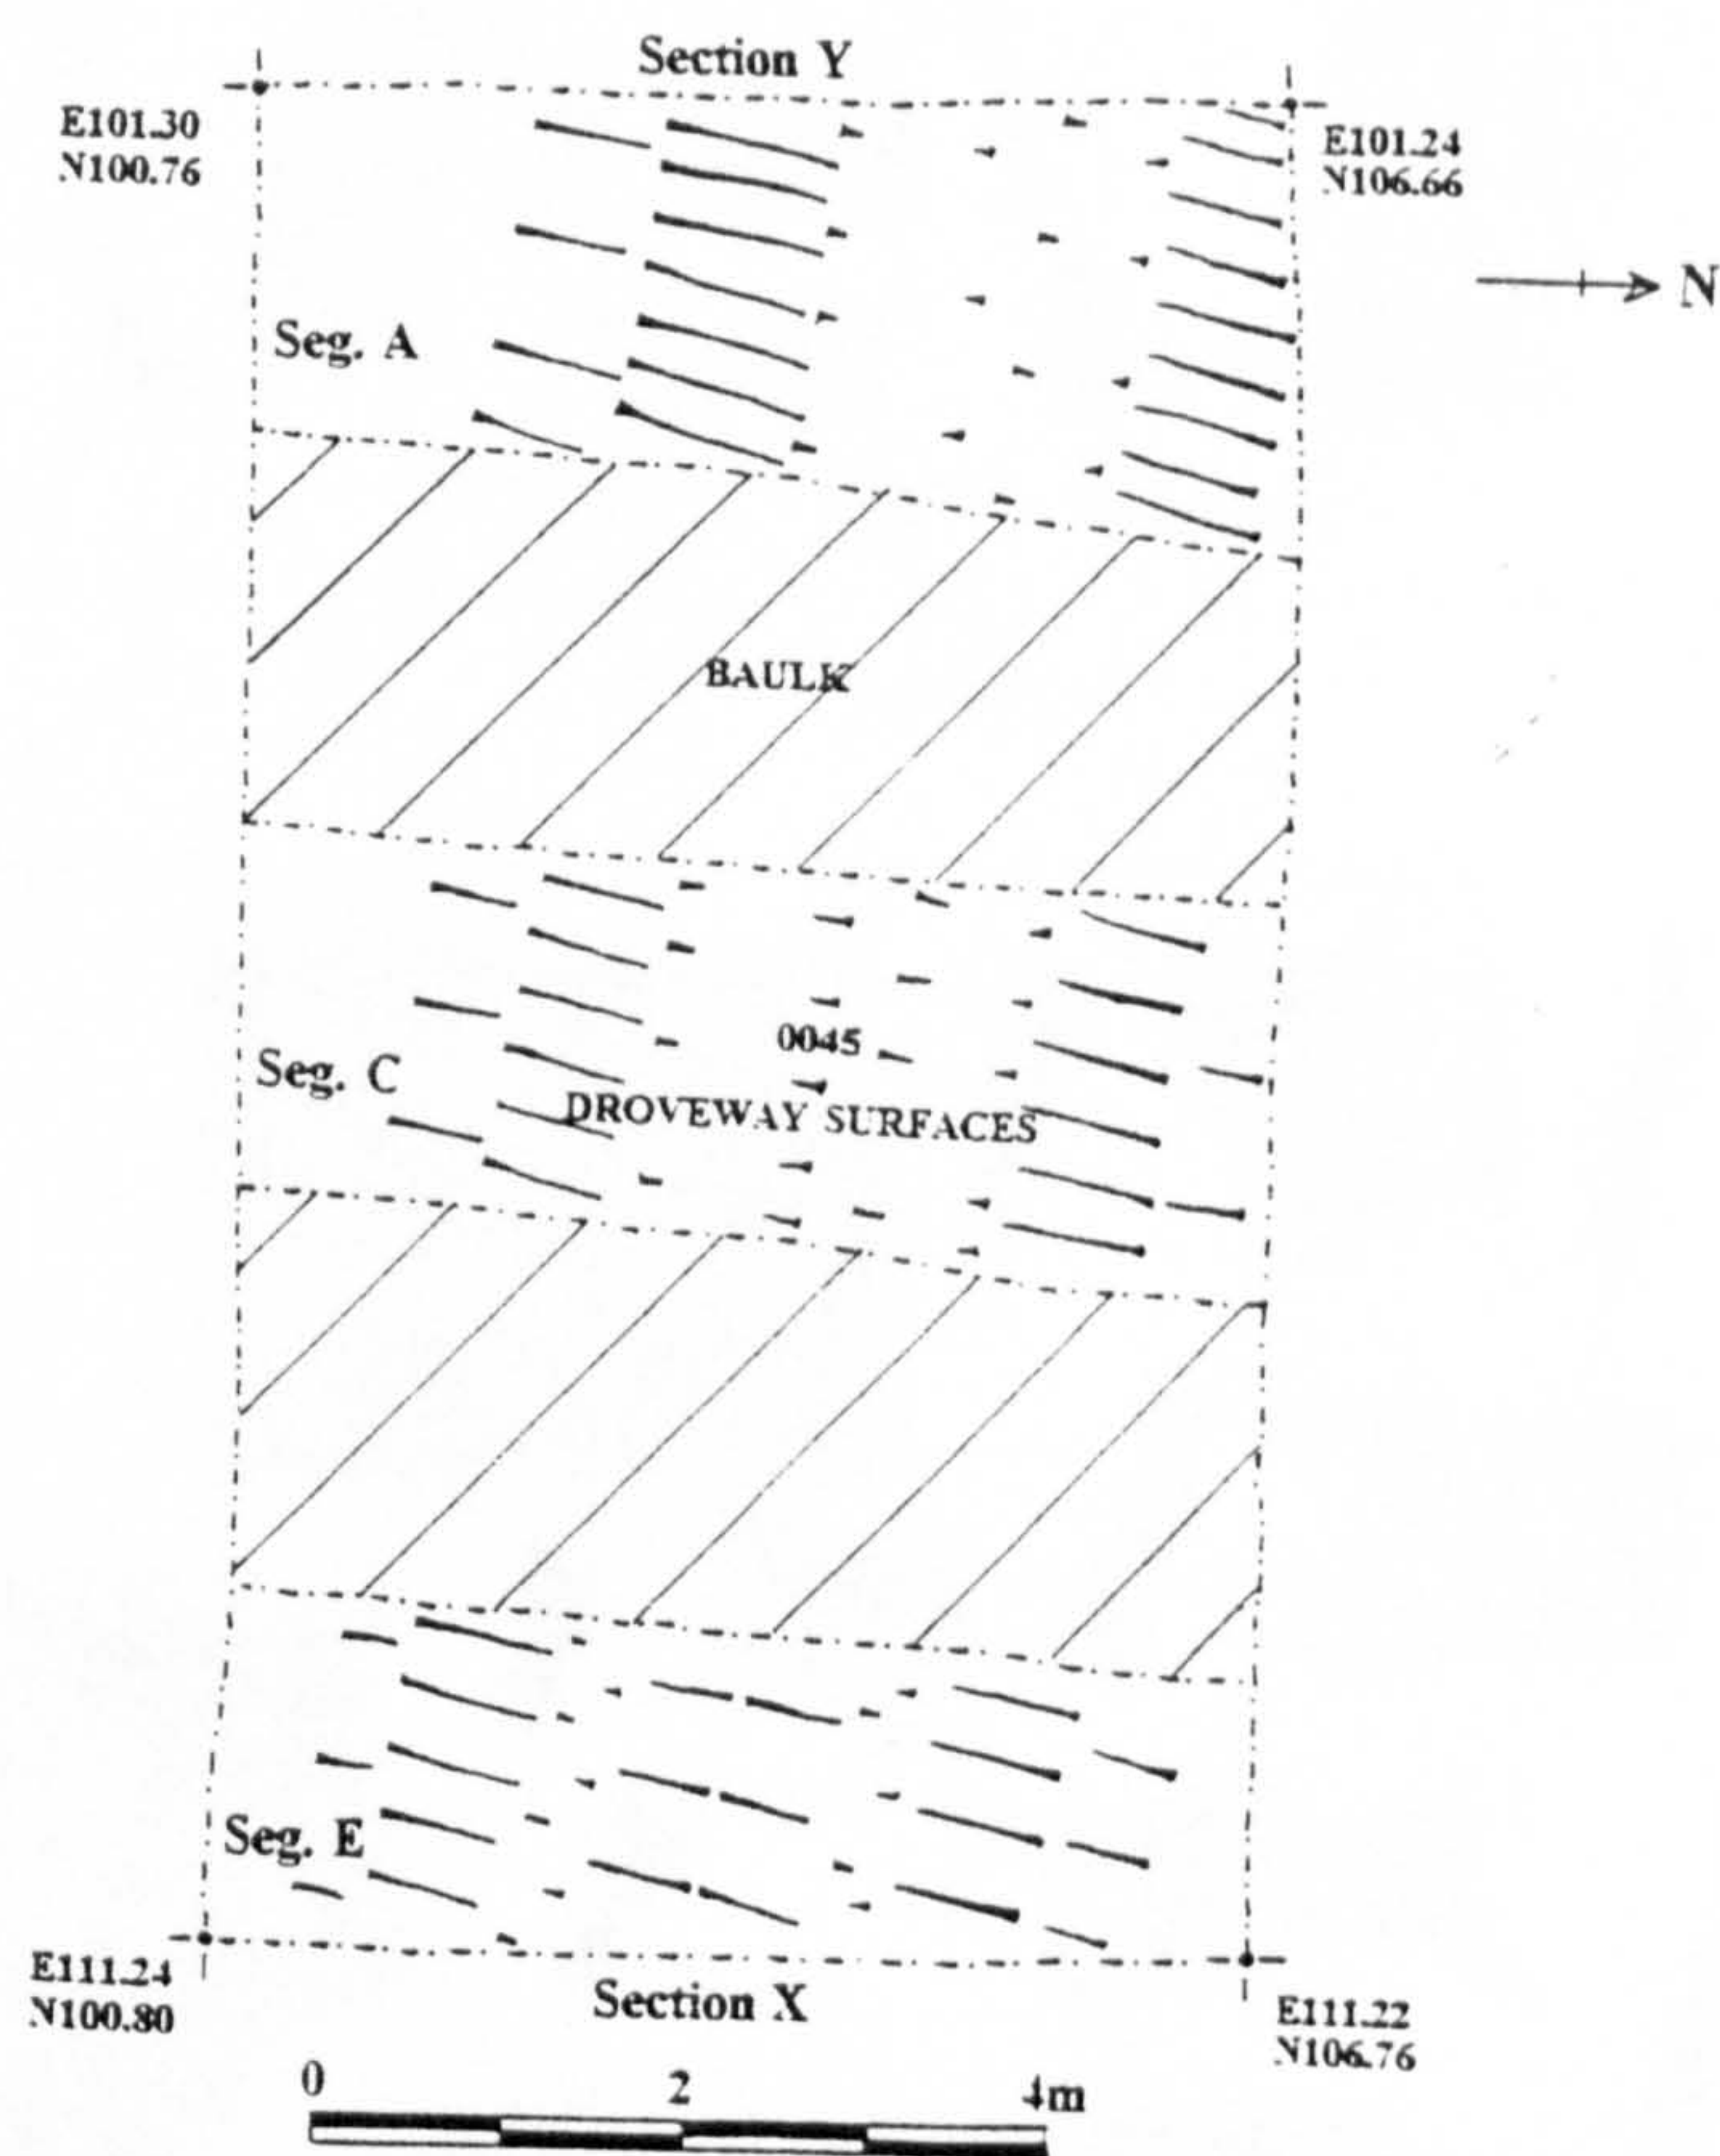 Section Y
E101.30
N100.76
E101.24
N106.66
N
Seg. A
BAULK
0045
Seg. C
DROVEWAY SURFACES
Seg. E
E111.24
N100.80
Section X
E111.22
N106.76
0 2 4m